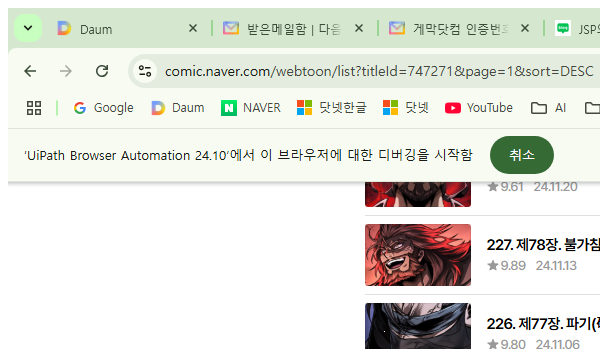 Daum
받은메일함 | 다음
게막닷컴 인증번호
JSP의
comic.naver.com/webtoon/list?titleId=747271&page=1&sort=DESC
Google Daum NAVER 닷넷한글 닷넷 YouTube AI
'UiPath Browser Automation 24.10'에서 이 브라우저에 대한 디버깅을 시작함 취소
★9.61 24.11.20
227. 제78장. 불가침
★9.89 24.11.13
226. 제77장. 파기(
★9.80 24.11.06